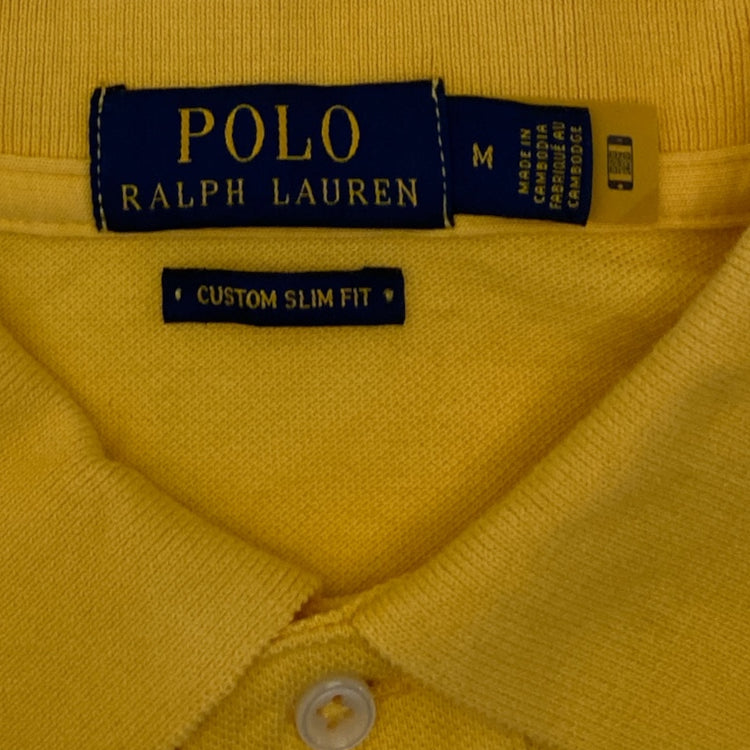 POLO
RALPH LAUREN
M
MADE IN
CAMBODIA
FABRIQUÉ AU
CAMBODGE
CUSTOM SLIM FIT